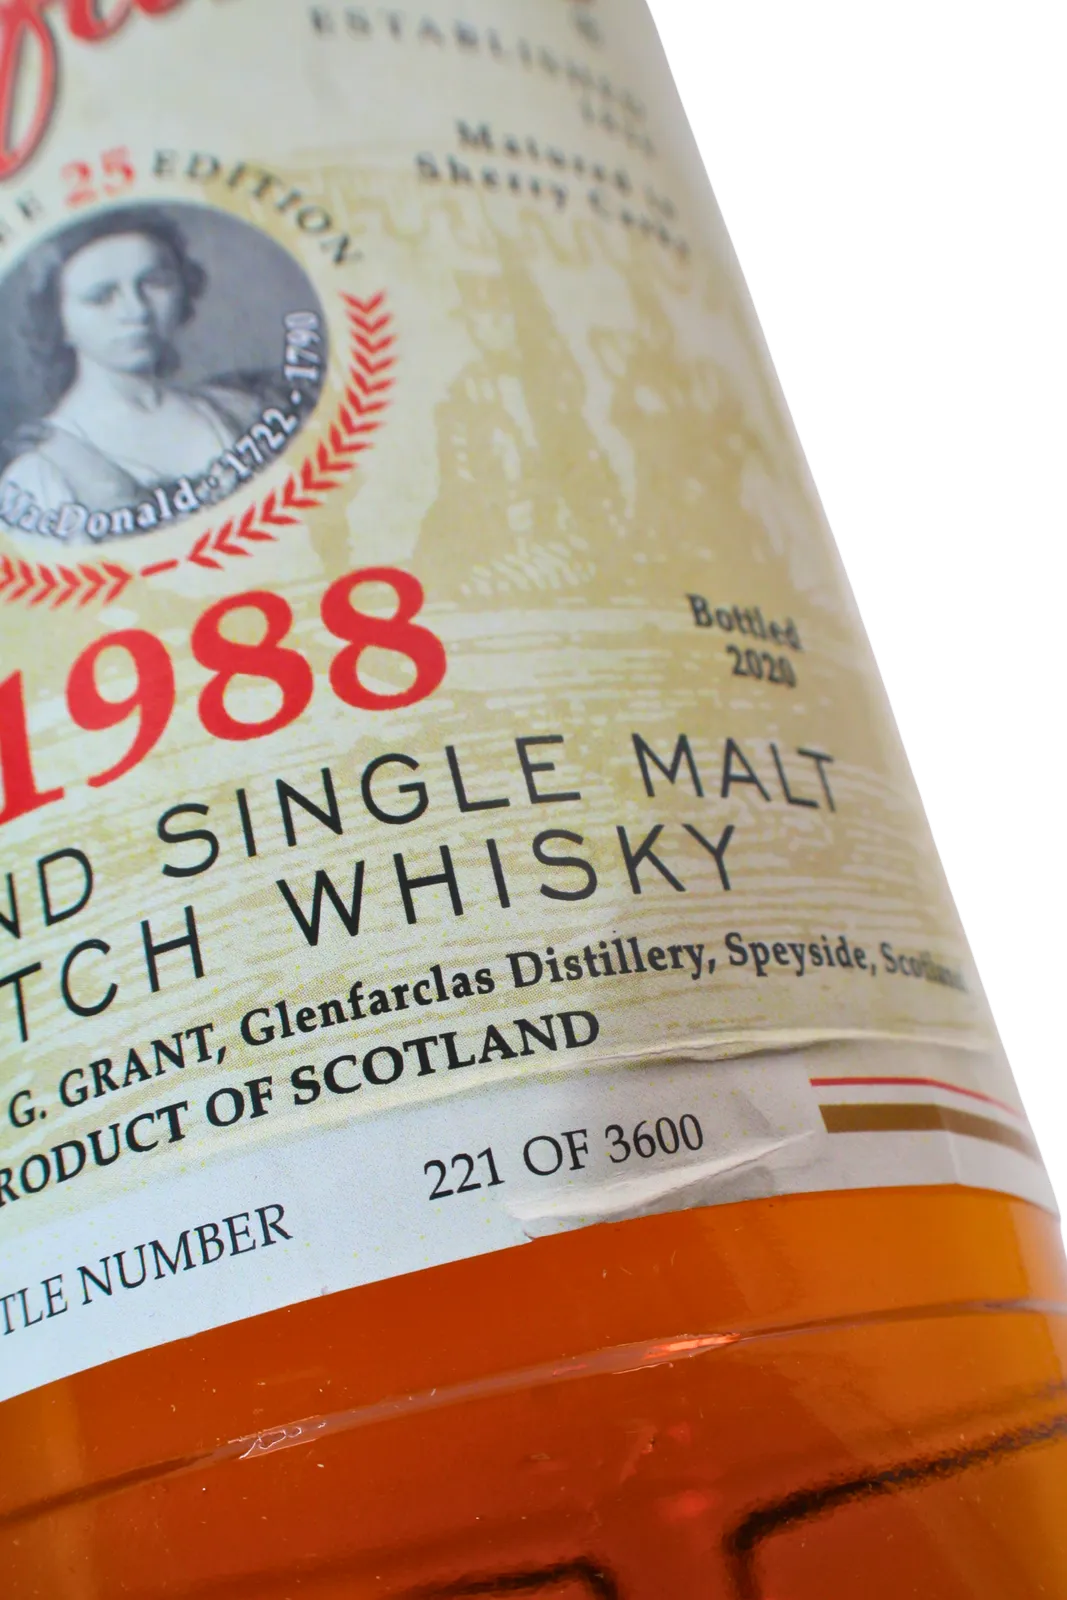 ESTABLISHED
Matured in
Sherry Casks
25 EDITION
MacDonald · 1722 - 1790
1988
Bottled
2020
ND SINGLE MALT
TCH WHISKY
G. GRANT, Glenfarclas Distillery, Speyside, Scotland
RODUCT OF SCOTLAND
TLE NUMBER 221 OF 3600